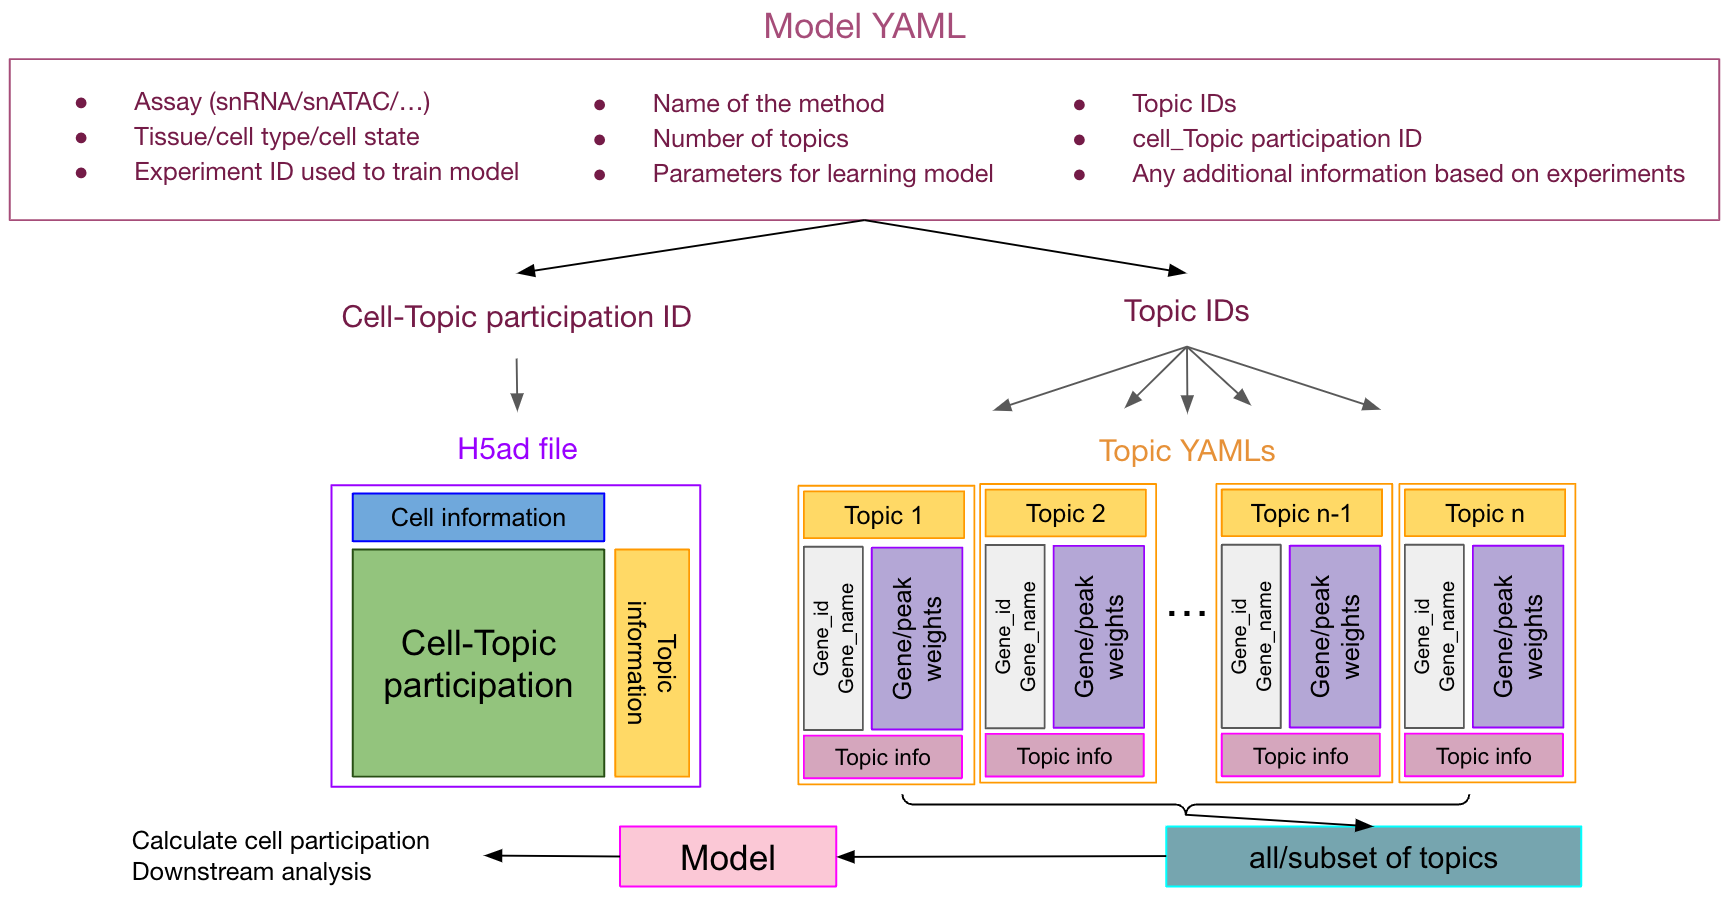 Model YAML
● Assay (snRNA/snATAC/...)
● Tissue/cell type/cell state
● Experiment ID used to train model
● Name of the method
● Number of topics
● Parameters for learning model
● Topic IDs
● cell_Topic participation ID
● Any additional information based on experiments
Cell-Topic participation ID
Topic IDs
H5ad file
Topic YAMLs
Cell information
Cell-Topic
participation
Topic
information
Topic 1
Gene_id
Gene_name
Gene/peak
weights
Topic info
Topic 2
Gene_id
Gene_name
Gene/peak
weights
Topic info
...
Topic n-1
Gene_id
Gene_name
Gene/peak
weights
Topic info
Topic n
Gene_id
Gene_name
Gene/peak
weights
Topic info
Calculate cell participation
Downstream analysis
Model
all/subset of topics